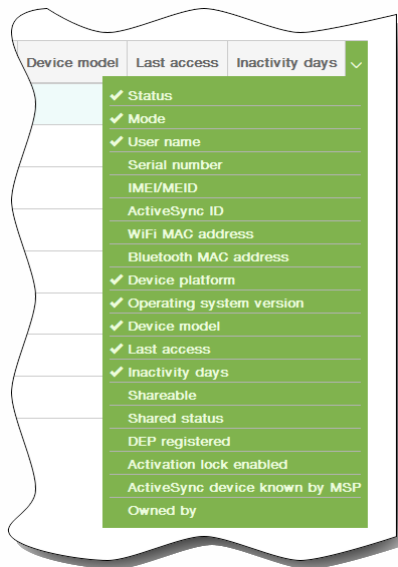 Device model Last access Inactivity days
Status
Mode
User name
Serial number
IMEI/MEID
ActiveSync ID
WiFi MAC address
Bluetooth MAC address
Device platform
Operating system version
Device model
Last access
Inactivity days
Shareable
Shared status
DEP registered
Activation lock enabled
ActiveSync device known by MSP
Owned by